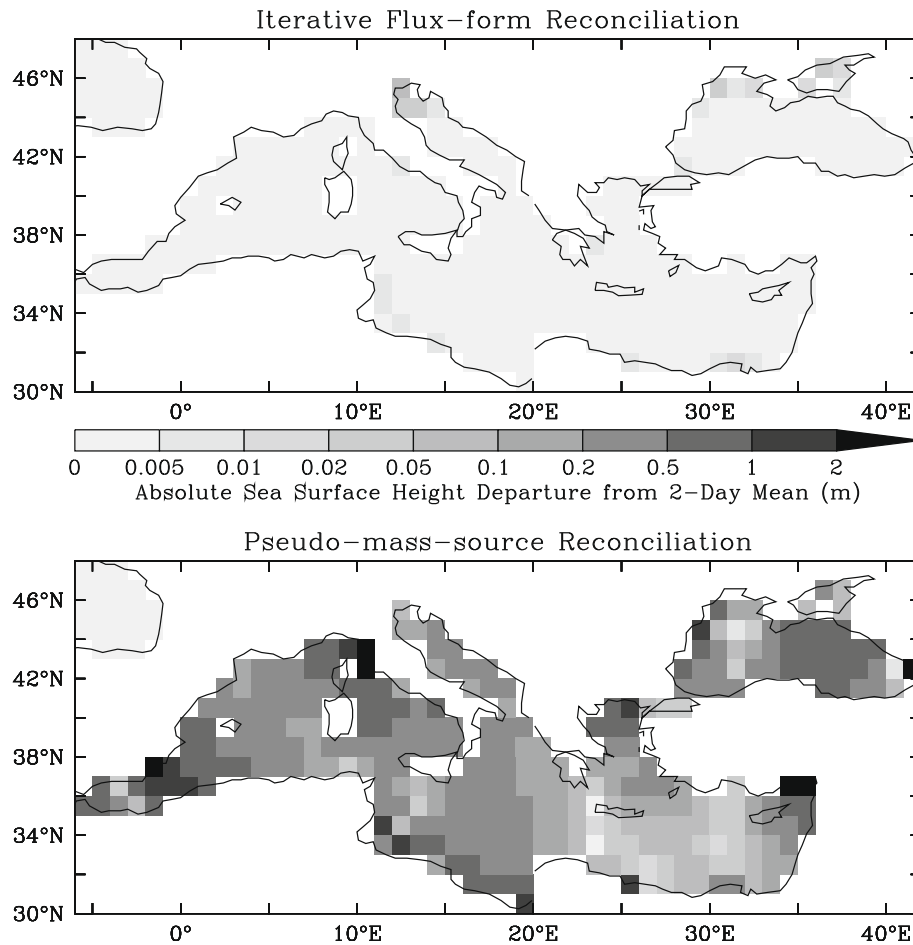 Iterative Flux-form Reconciliation
46°N
42°N
38°N
34°N
30°N
0° 10°E 20°E 30°E 40°E
0 0.005 0.01 0.02 0.05 0.1 0.2 0.5 1 2
Absolute Sea Surface Height Departure from 2-Day Mean (m)
Pseudo-mass-source Reconciliation
46°N
42°N
38°N
34°N
30°N
0° 10°E 20°E 30°E 40°E